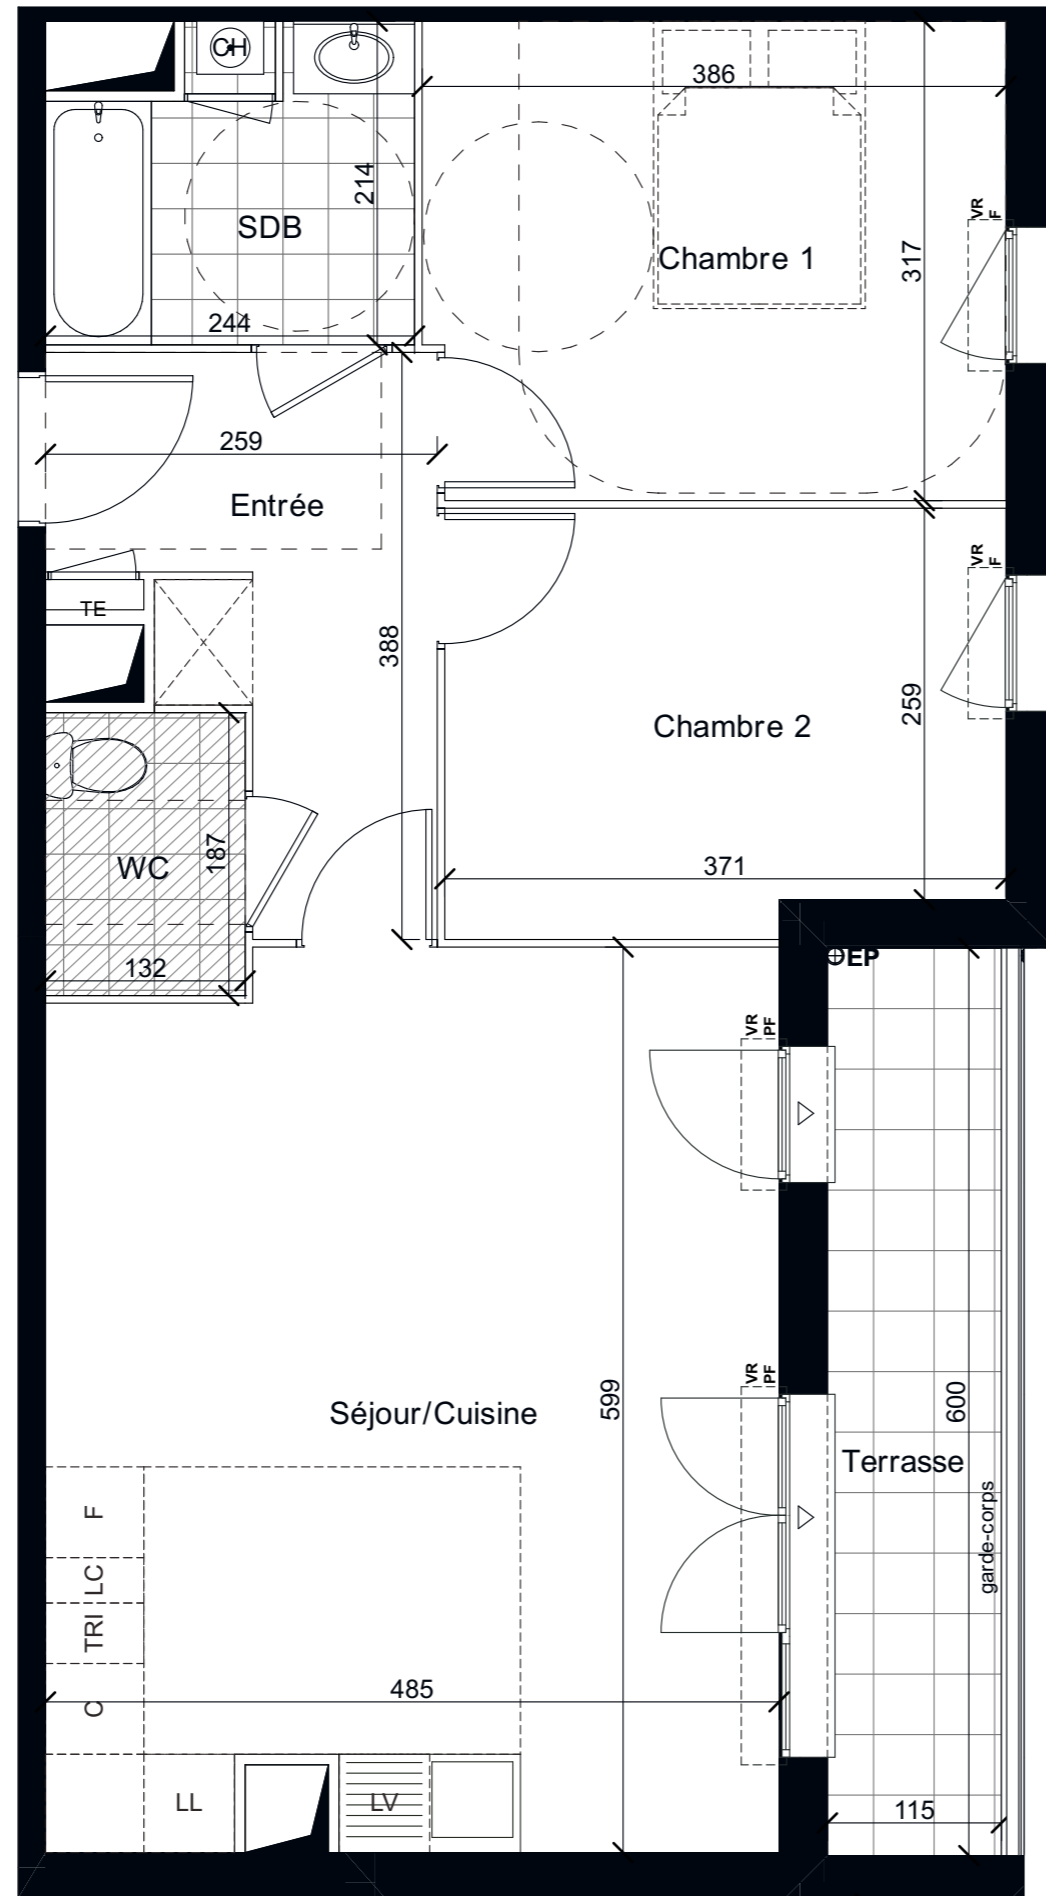 CH
386
214
SDB
VR
F
317
Chambre 1
244
259
Entrée
VR
F
TE
388
259
Chambre 2
187
WC
371
132
EP
VR
PF
VR
PF
599
600
Séjour/Cuisine
Terrasse
garde-corps
F
LC
TRI
C
485
LL
LV
115